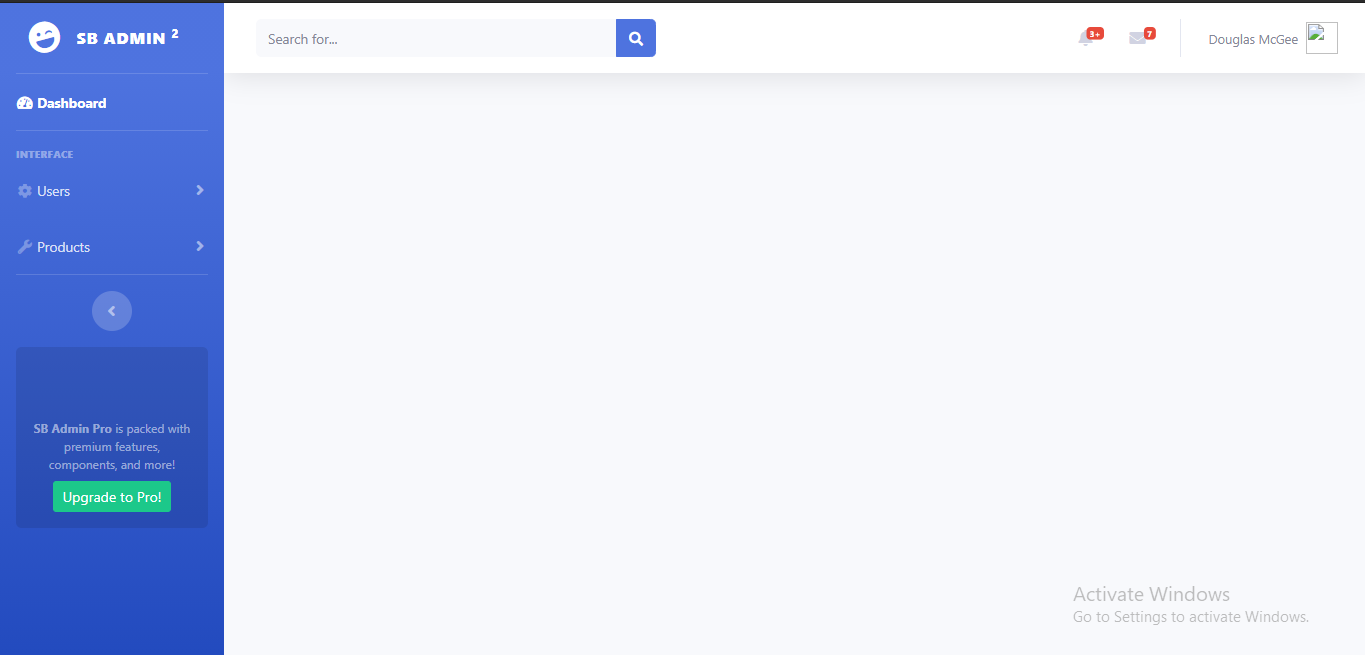 SB ADMIN 2
Search for...
3+
7
Douglas McGee
Dashboard
INTERFACE
Users
Products
SB Admin Pro is packed with
premium features,
components, and more!
Upgrade to Pro!
Activate Windows
Go to Settings to activate Windows.